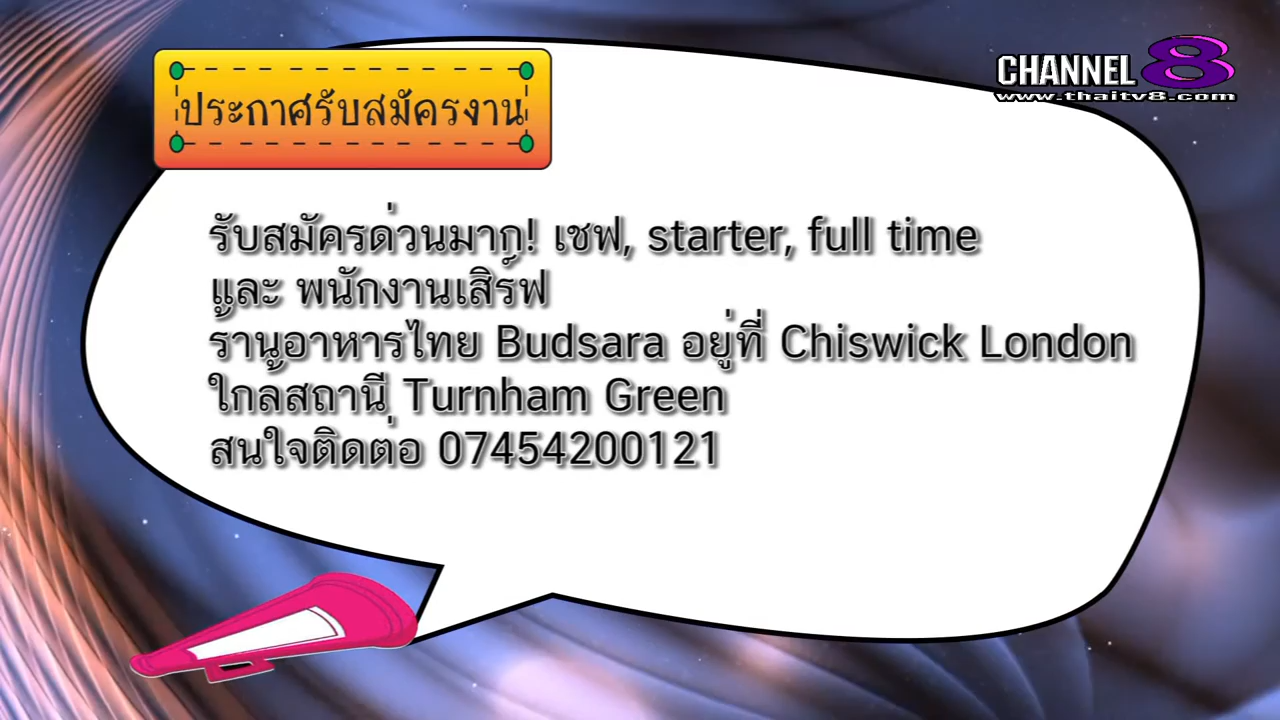 CHANNEL 8
www.thaitv8.com
ประกาศรับสมัครงาน
รับสมัครด่วนมาก! เชฟ, starter, full time
และ พนักงานเสิร์ฟ
ร้านอาหารไทย Budsara อยู่ที่ Chiswick London
ใกล้สถานี Turnham Green
สนใจติดต่อ 07454200121